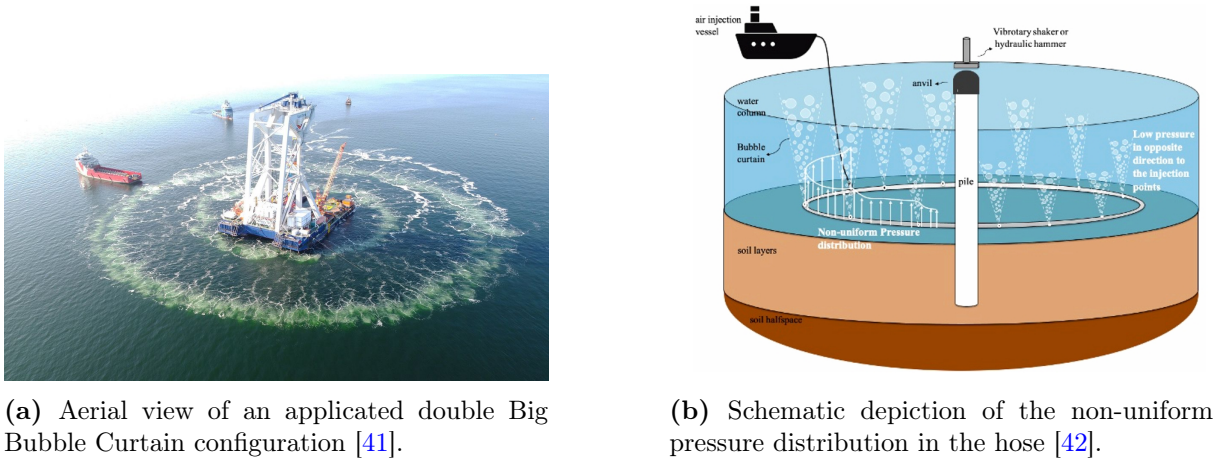 air injection
vessel
Vibrotary shaker or
hydraulic hammer
anvil
water
column
Bubble
curtain
Low pressure
in opposite
direction to
the injection
points
pile
Non-uniform Pressure
distribution
soil layers
soil halfspace
(a) Aerial view of an applicated double Big
Bubble Curtain configuration [41].
(b) Schematic depiction of the non-uniform
pressure distribution in the hose [42].